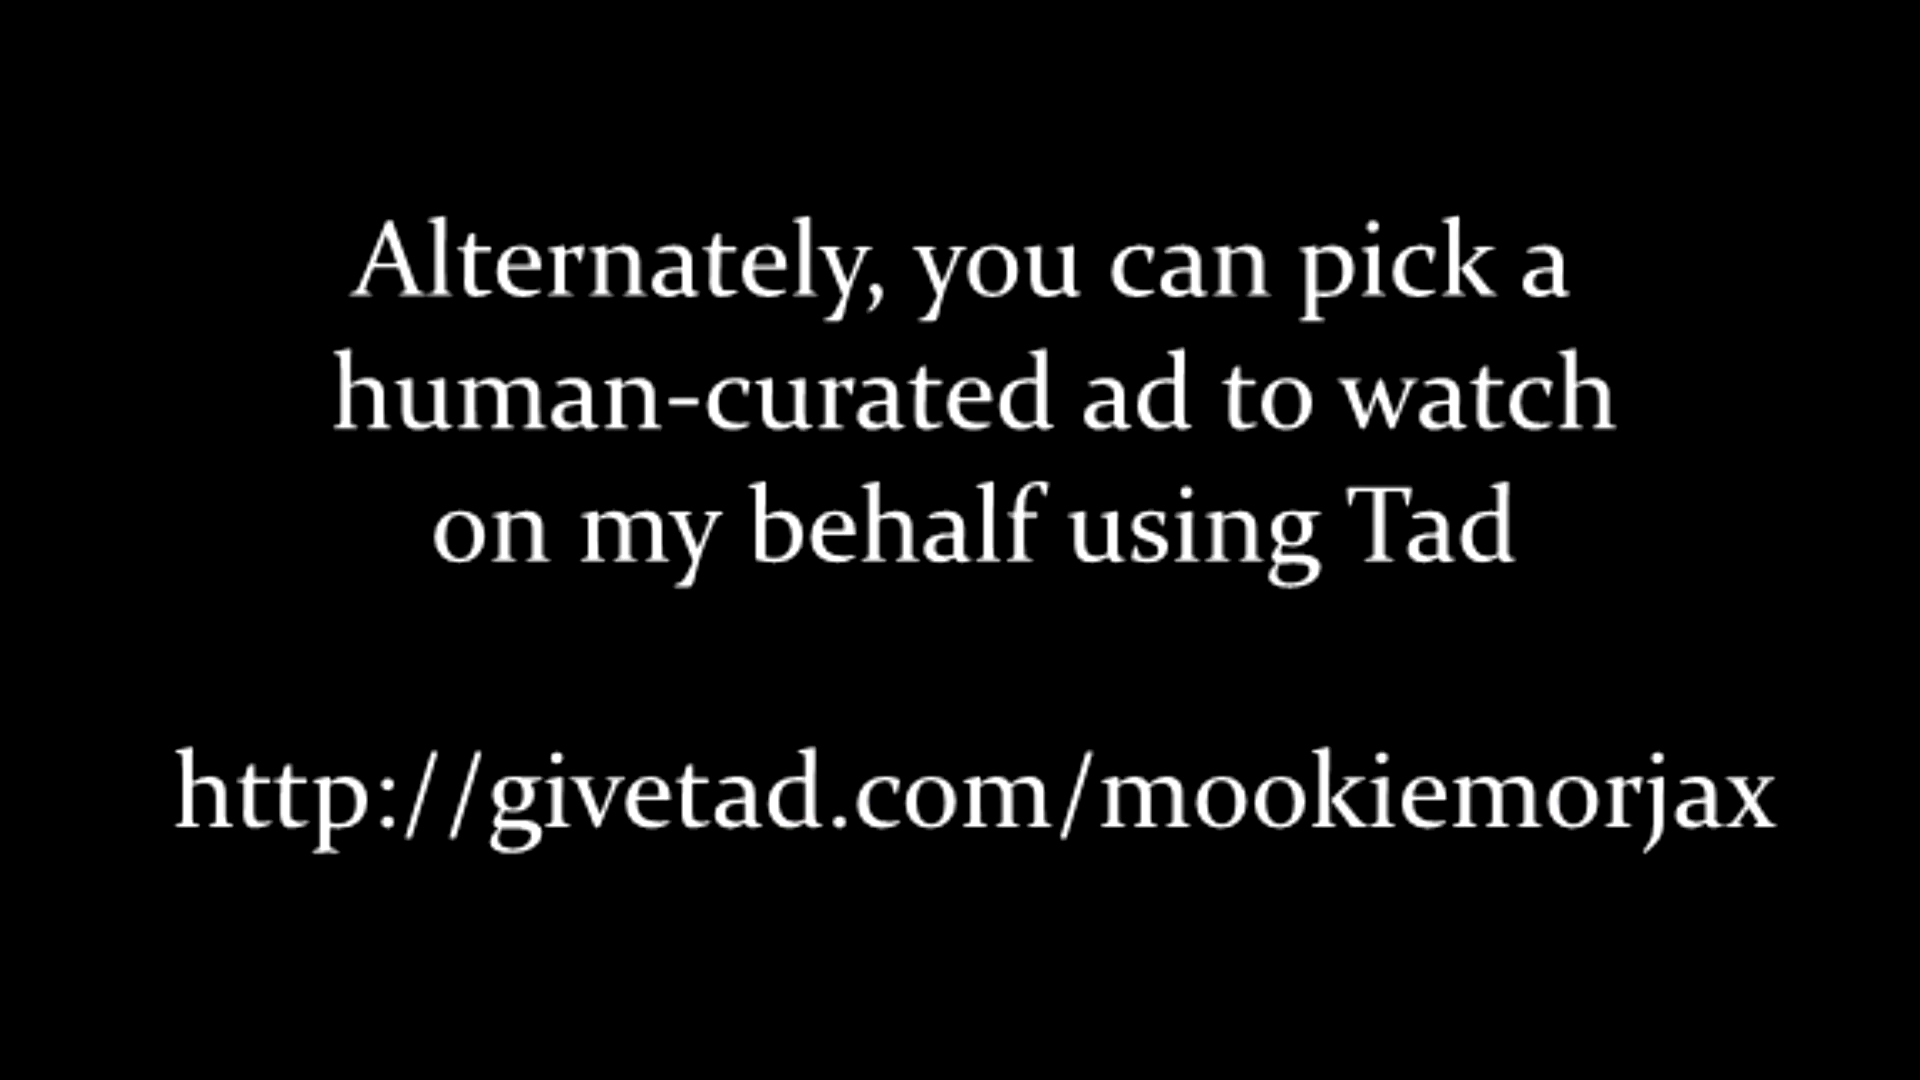 Alternately, you can pick a
human-curated ad to watch
on my behalf using Tad
http://givetad.com/mookiemorjax